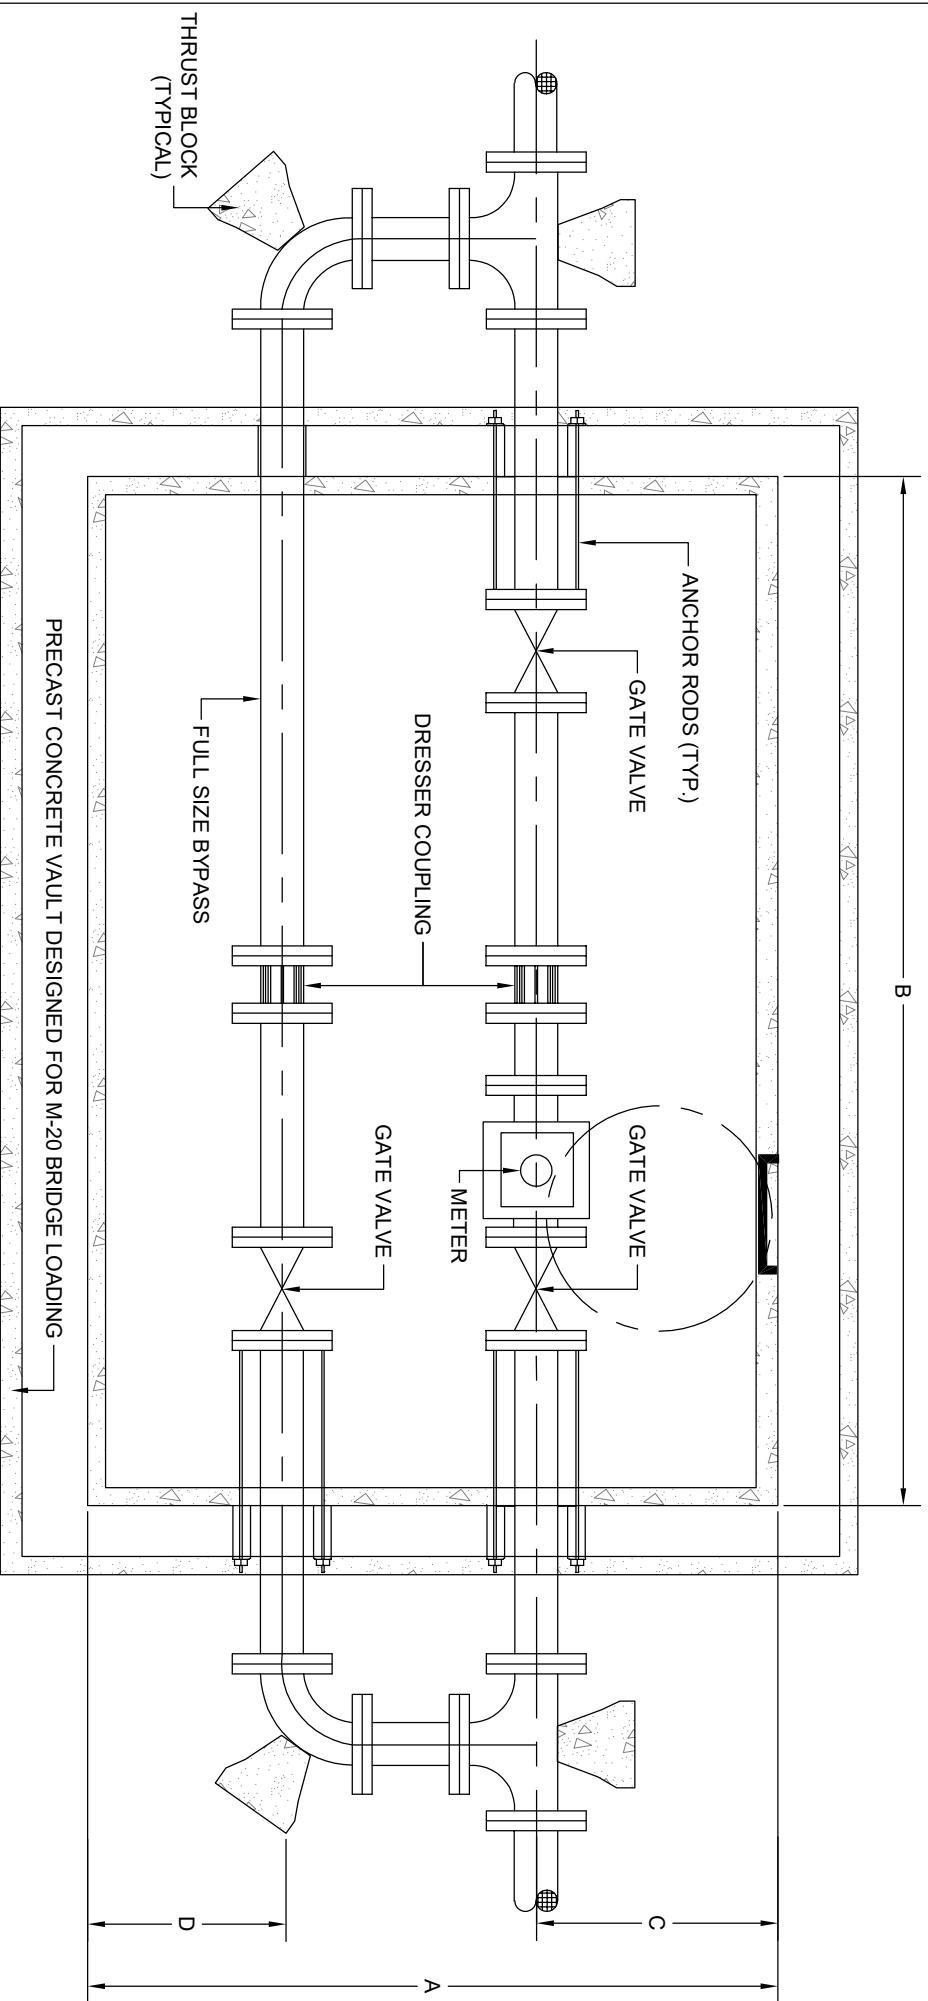 THRUST BLOCK
(TYPICAL)
ANCHOR RODS (TYP.)
GATE VALVE
DRESSER COUPLING
FULL SIZE BYPASS
PRECAST CONCRETE VAULT DESIGNED FOR M-20 BRIDGE LOADING
B
GATE VALVE
METER
GATE VALVE
C
D
A